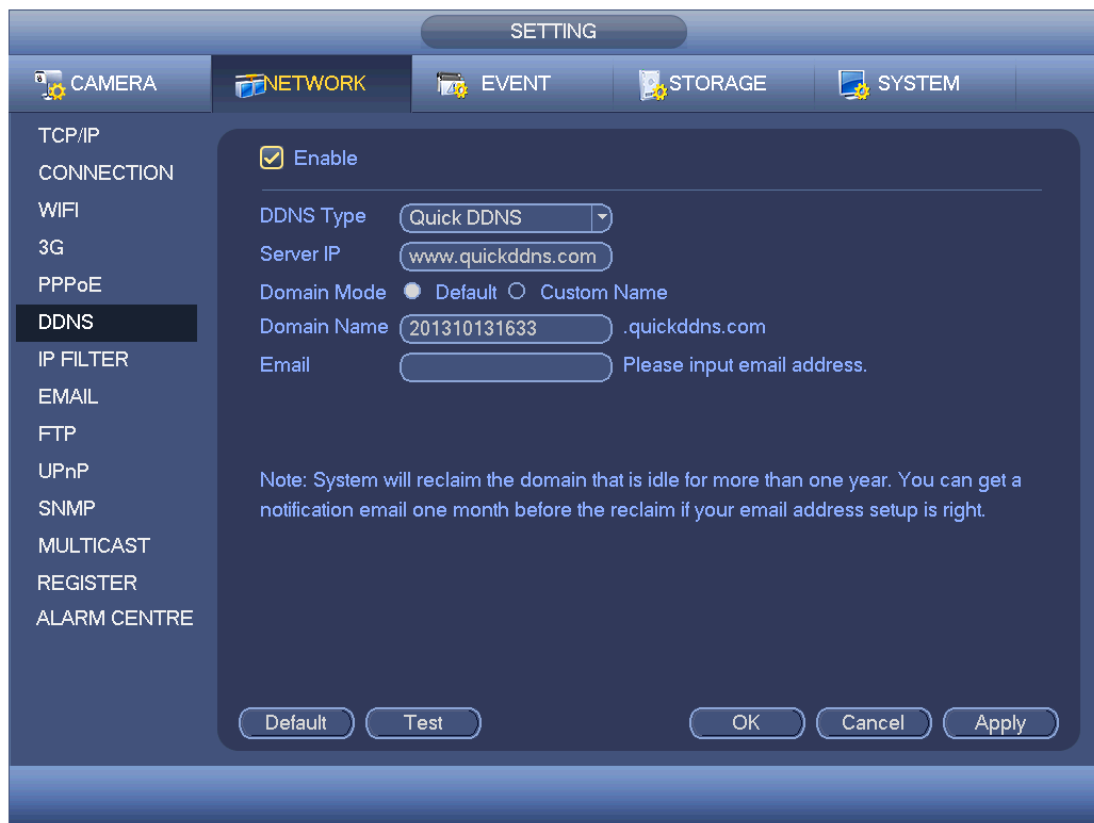 SETTING
CAMERA NETWORK EVENT STORAGE SYSTEM
TCP/IP
CONNECTION
WIFI
3G
PPPoE
DDNS
IP FILTER
EMAIL
FTP
UPnP
SNMP
MULTICAST
REGISTER
ALARM CENTRE
Enable
DDNS Type Quick DDNS
Server IP www.quickddns.com
Domain Mode Default Custom Name
Domain Name 201310131633 .quickddns.com
Email Please input email address.
Note: System will reclaim the domain that is idle for more than one year. You can get a
notification email one month before the reclaim if your email address setup is right.
Default Test OK Cancel Apply